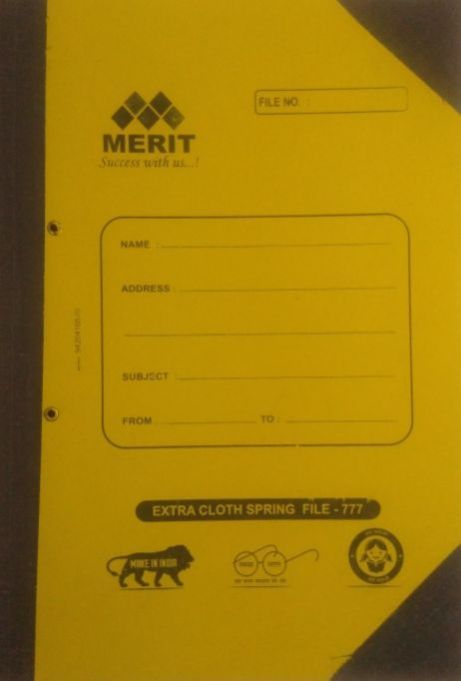 FILE NO. :
MERIT
Success with us...!
NAME :
ADDRESS :
SUBJECT :
FROM : TO :
EXTRA CLOTH SPRING FILE - 777
MAKE IN INDIA